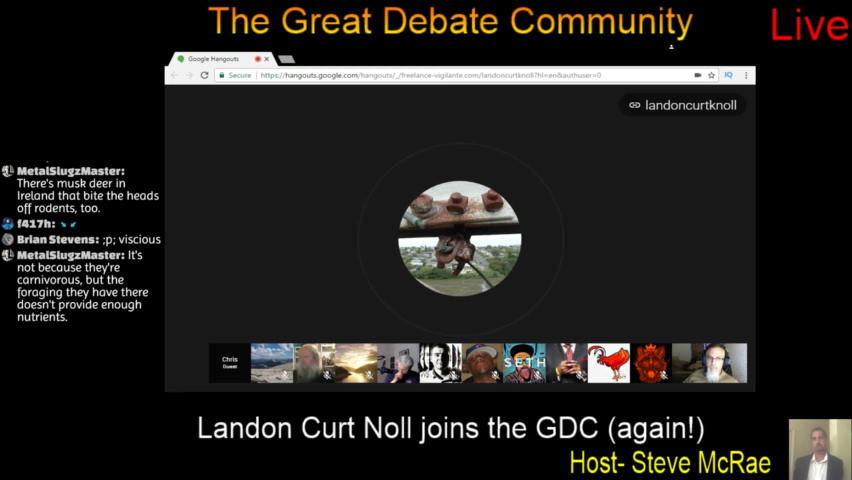 The Great Debate Community
Live
Google Hangouts
Secure
https://hangouts.google.com/hangouts/_/freelance-vigilante.com/landoncurtknoll?hl=en&authuser=0
IQ
landoncurtknoll
MetalSlugzMaster:
There's musk deer in
Ireland that bite the heads
off rodents, too.
f417h:
Brian Stevens: ;p; viscious
MetalSlugzMaster: It's
not because they're
carnivorous, but the
foraging they have there
doesn't provide enough
nutrients.
Chris
SETH
Landon Curt Noll joins the GDC (again!)
Host- Steve McRae